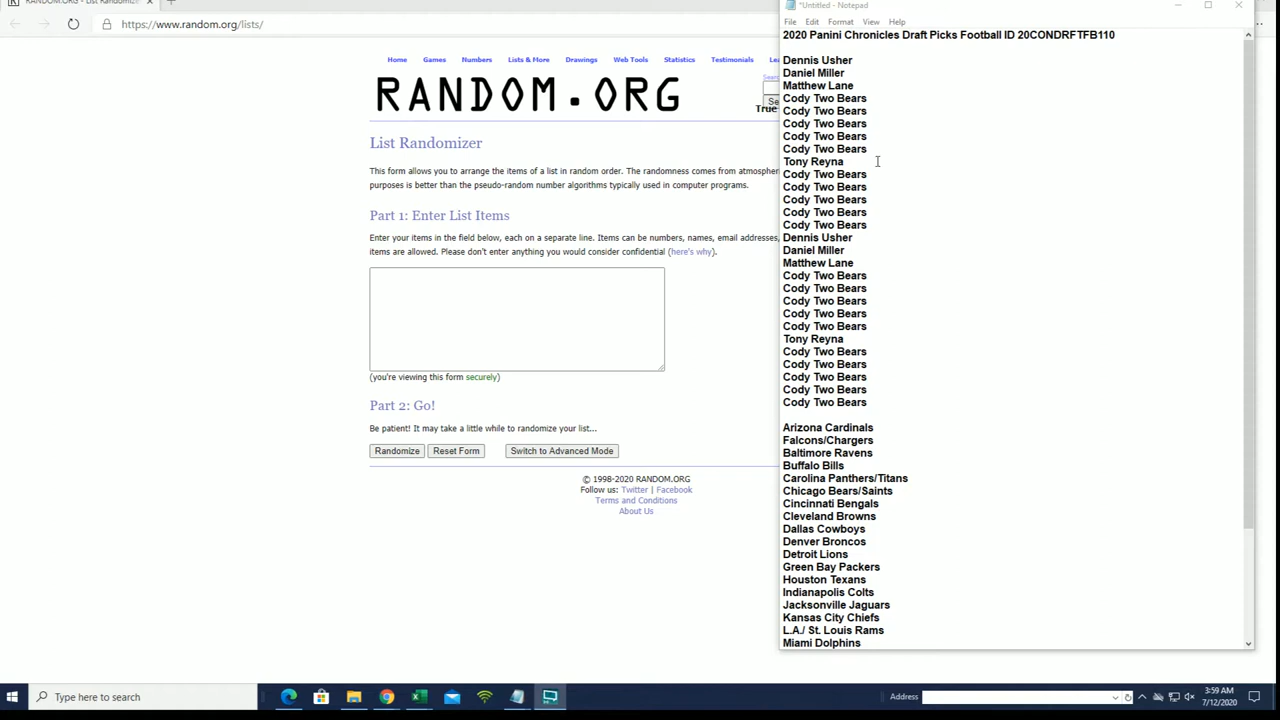 RANDOM.ORG - List Randomize
https://www.random.org/lists/
Home Games Numbers Lists & More Drawings Web Tools Statistics Testimonials
RANDOM.ORG
True
List Randomizer
This form allows you to arrange the items of a list in random order. The randomness comes from atmospher
purposes is better than the pseudo-random number algorithms typically used in computer programs.
Part 1: Enter List Items
Enter your items in the field below, each on a separate line. Items can be numbers, names, email addresses,
items are allowed. Please don't enter anything you would consider confidential (here's why).
(you're viewing this form securely)
Part 2: Go!
Be patient! It may take a little while to randomize your list...
Randomize Reset Form Switch to Advanced Mode
© 1998-2020 RANDOM.ORG
Follow us: Twitter | Facebook
Terms and Conditions
About Us
*Untitled - Notepad
File Edit Format View Help
2020 Panini Chronicles Draft Picks Football ID 20CONDRFTFB110
Dennis Usher
Daniel Miller
Matthew Lane
Cody Two Bears
Cody Two Bears
Cody Two Bears
Cody Two Bears
Cody Two Bears
Tony Reyna
Cody Two Bears
Cody Two Bears
Cody Two Bears
Cody Two Bears
Cody Two Bears
Dennis Usher
Daniel Miller
Matthew Lane
Cody Two Bears
Cody Two Bears
Cody Two Bears
Cody Two Bears
Cody Two Bears
Tony Reyna
Cody Two Bears
Cody Two Bears
Cody Two Bears
Cody Two Bears
Cody Two Bears
Arizona Cardinals
Falcons/Chargers
Baltimore Ravens
Buffalo Bills
Carolina Panthers/Titans
Chicago Bears/Saints
Cincinnati Bengals
Cleveland Browns
Dallas Cowboys
Denver Broncos
Detroit Lions
Green Bay Packers
Houston Texans
Indianapolis Colts
Jacksonville Jaguars
Kansas City Chiefs
L.A./ St. Louis Rams
Miami Dolphins
Type here to search
Address
3:59 AM
7/12/2020